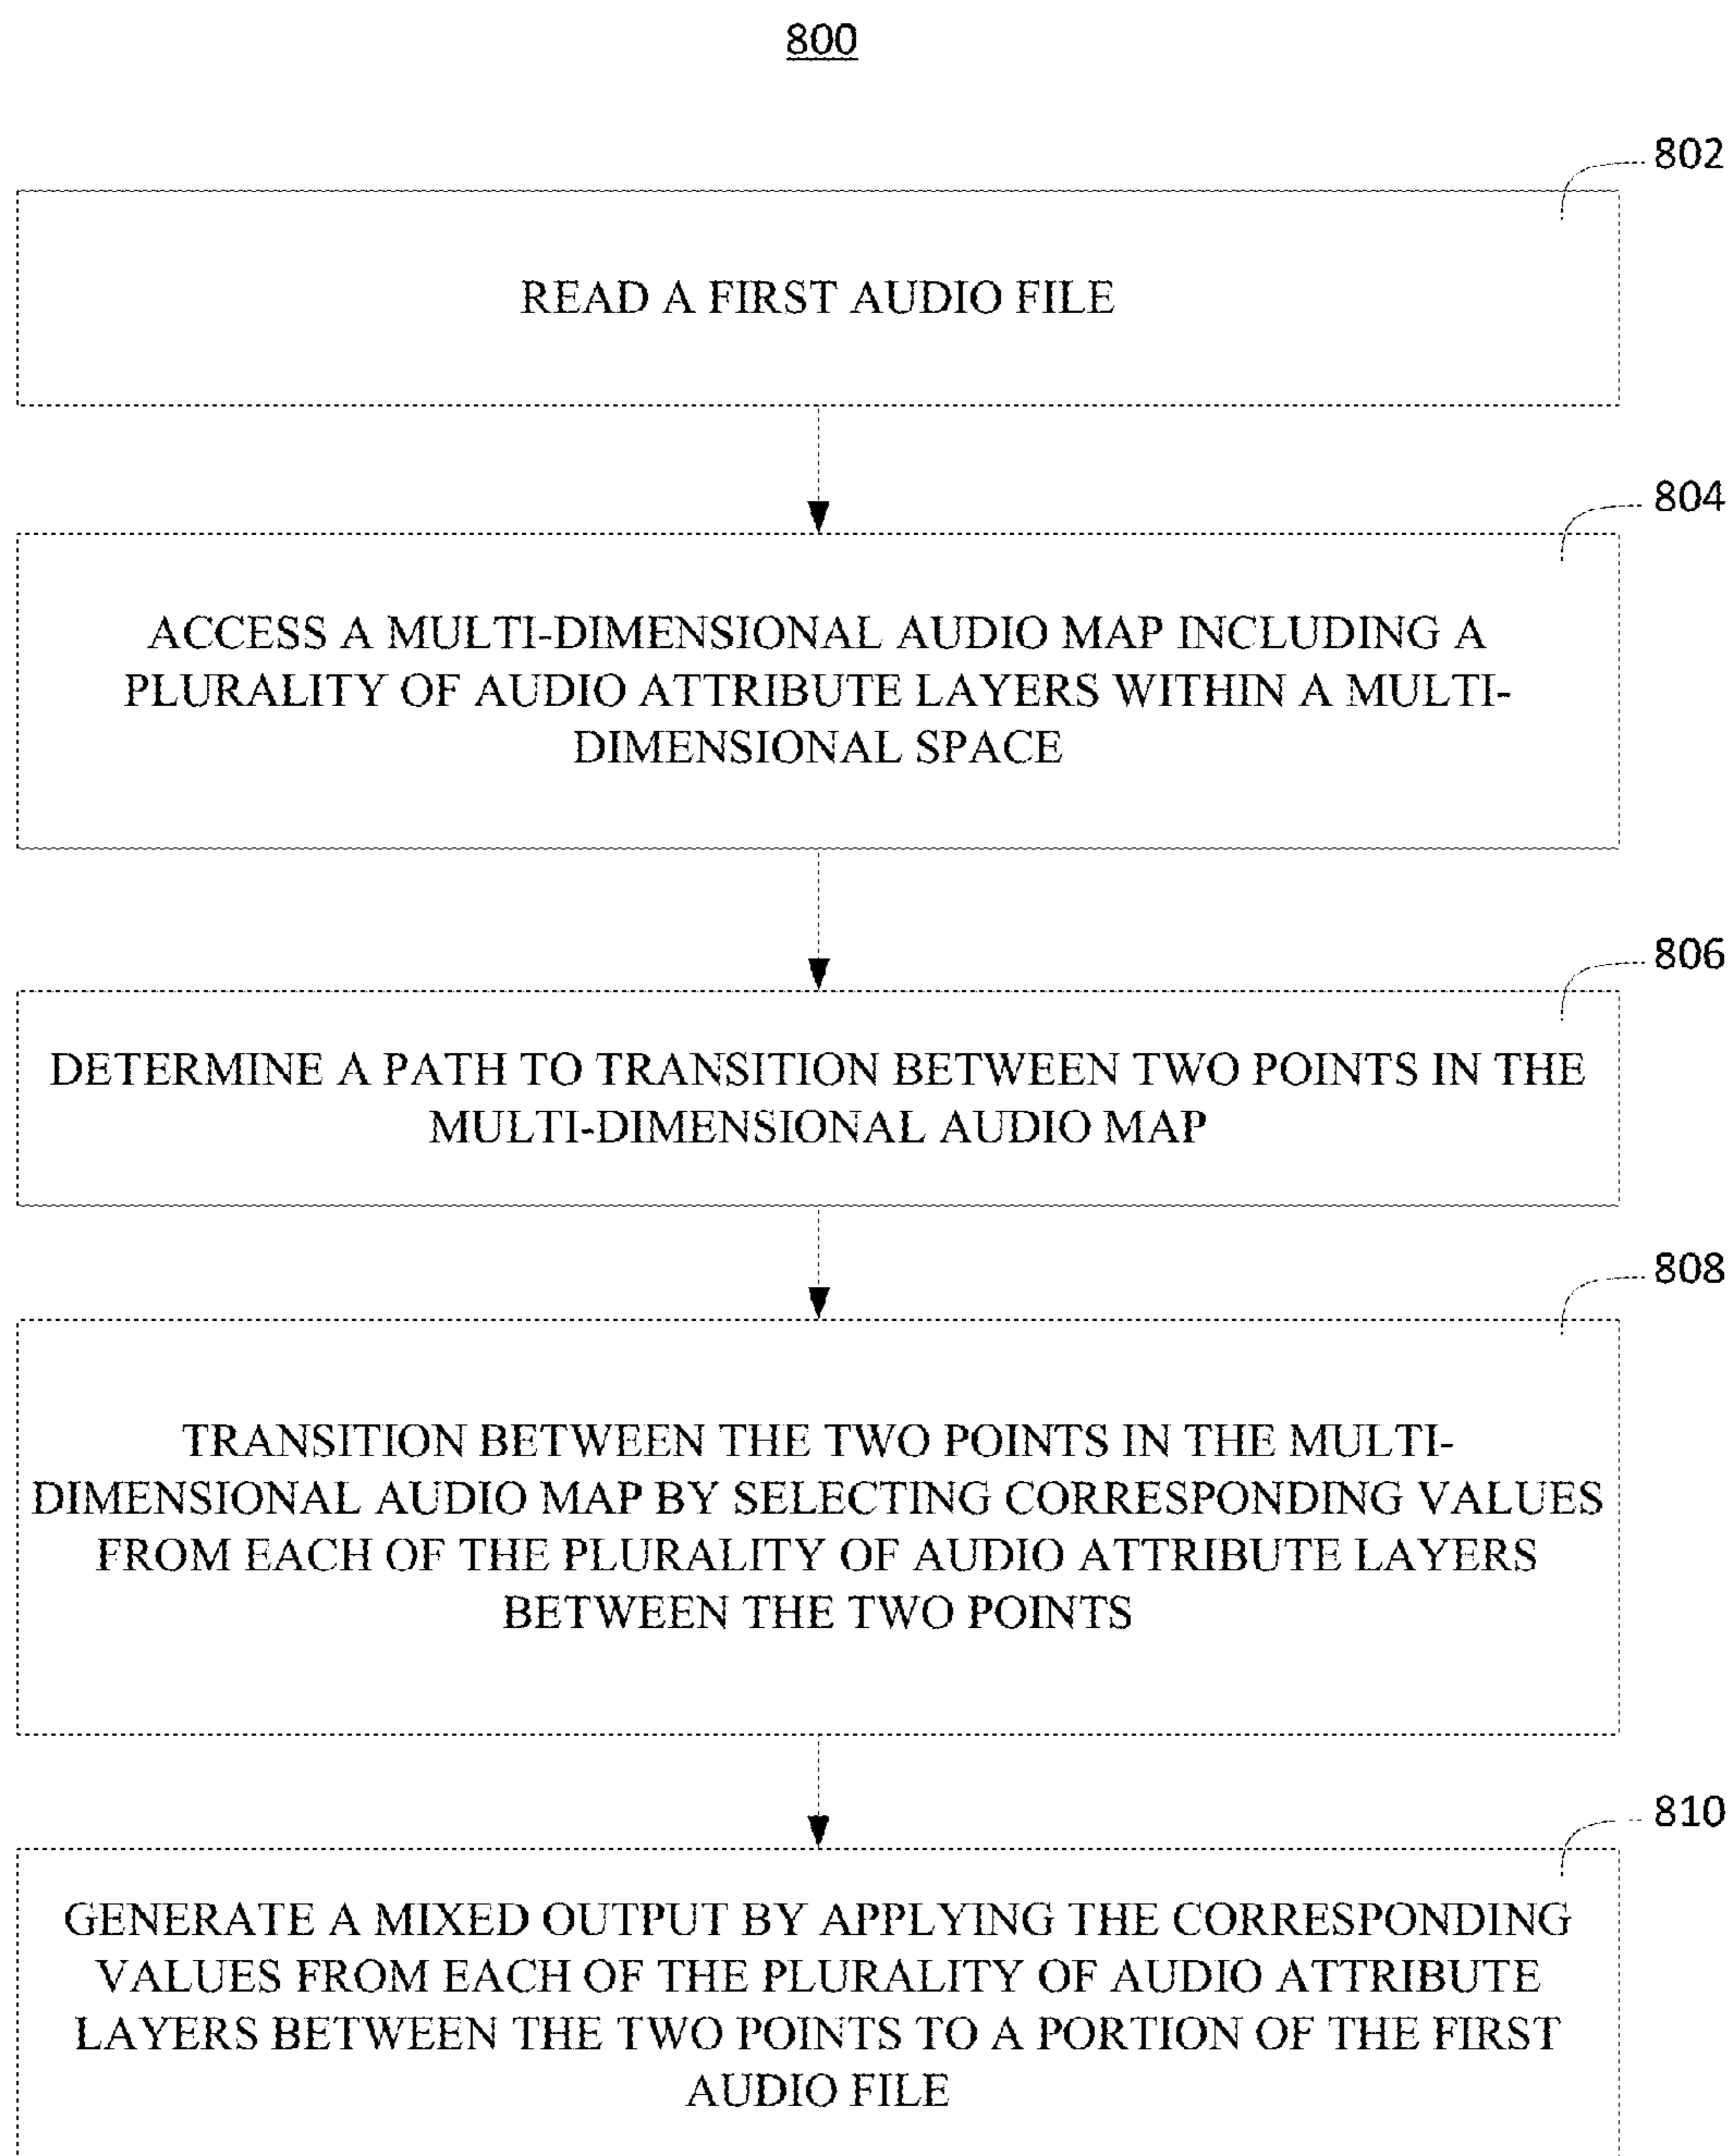 800
802
READ A FIRST AUDIO FILE
804
ACCESS A MULTI-DIMENSIONAL AUDIO MAP INCLUDING A
PLURALITY OF AUDIO ATTRIBUTE LAYERS WITHIN A MULTI-
DIMENSIONAL SPACE
806
DETERMINE A PATH TO TRANSITION BETWEEN TWO POINTS IN THE
MULTI-DIMENSIONAL AUDIO MAP
808
TRANSITION BETWEEN THE TWO POINTS IN THE MULTI-
DIMENSIONAL AUDIO MAP BY SELECTING CORRESPONDING VALUES
FROM EACH OF THE PLURALITY OF AUDIO ATTRIBUTE LAYERS
BETWEEN THE TWO POINTS
810
GENERATE A MIXED OUTPUT BY APPLYING THE CORRESPONDING
VALUES FROM EACH OF THE PLURALITY OF AUDIO ATTRIBUTE
LAYERS BETWEEN THE TWO POINTS TO A PORTION OF THE FIRST
AUDIO FILE